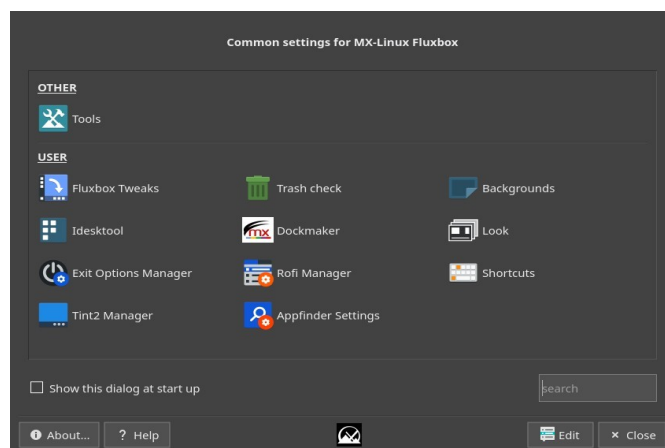 Common settings for MX-Linux Fluxbox
OTHER
Tools
USER
Fluxbox Tweaks
Trash check
Backgrounds
Idesktool
mx
Dockmaker
Look
Exit Options Manager
Rofi Manager
Shortcuts
Tint2 Manager
Appfinder Settings
Show this dialog at start up
search
About...
? Help
Edit
× Close